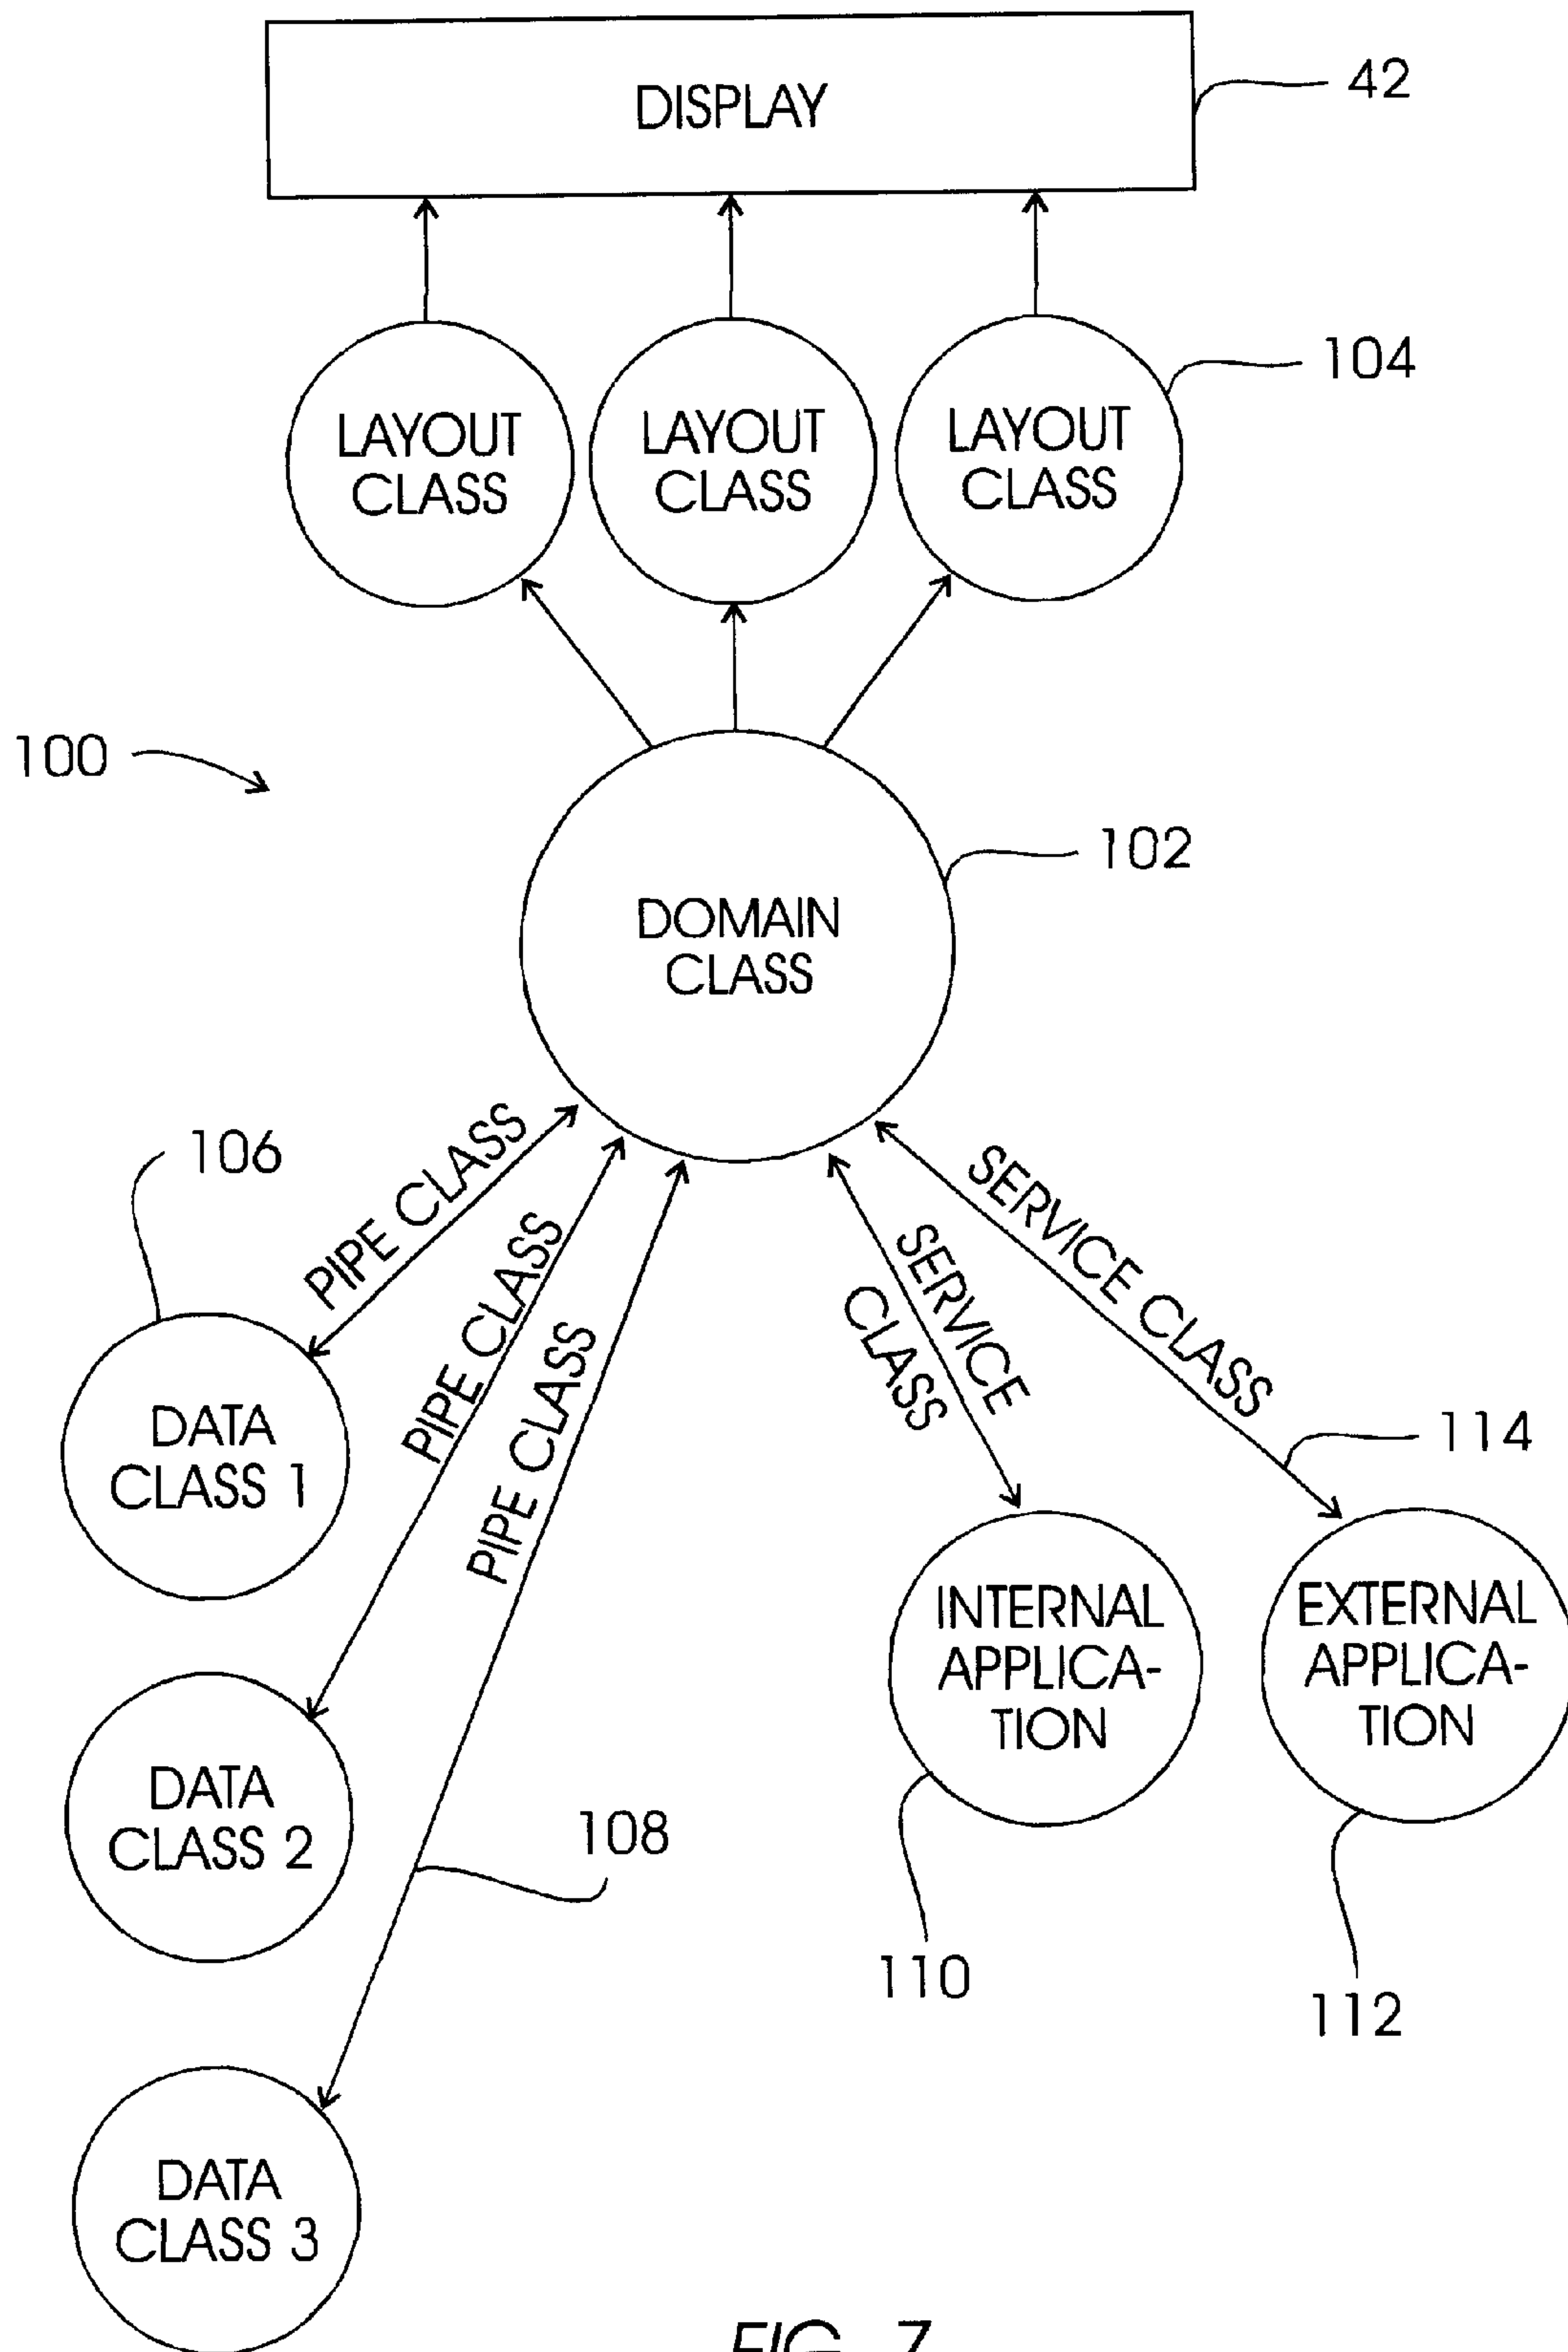 DISPLAY
42
LAYOUT
CLASS
LAYOUT
CLASS
LAYOUT
CLASS
104
100
102
DOMAIN
CLASS
106
PIPE CLASS
PIPE CLASS
PIPE CLASS
SERVICE
CLASS
SERVICE CLASS
114
DATA
CLASS 1
INTERNAL
APPLICA-
TION
EXTERNAL
APPLICA-
TION
DATA
CLASS 2
108
110
112
DATA
CLASS 3
FIG. 7